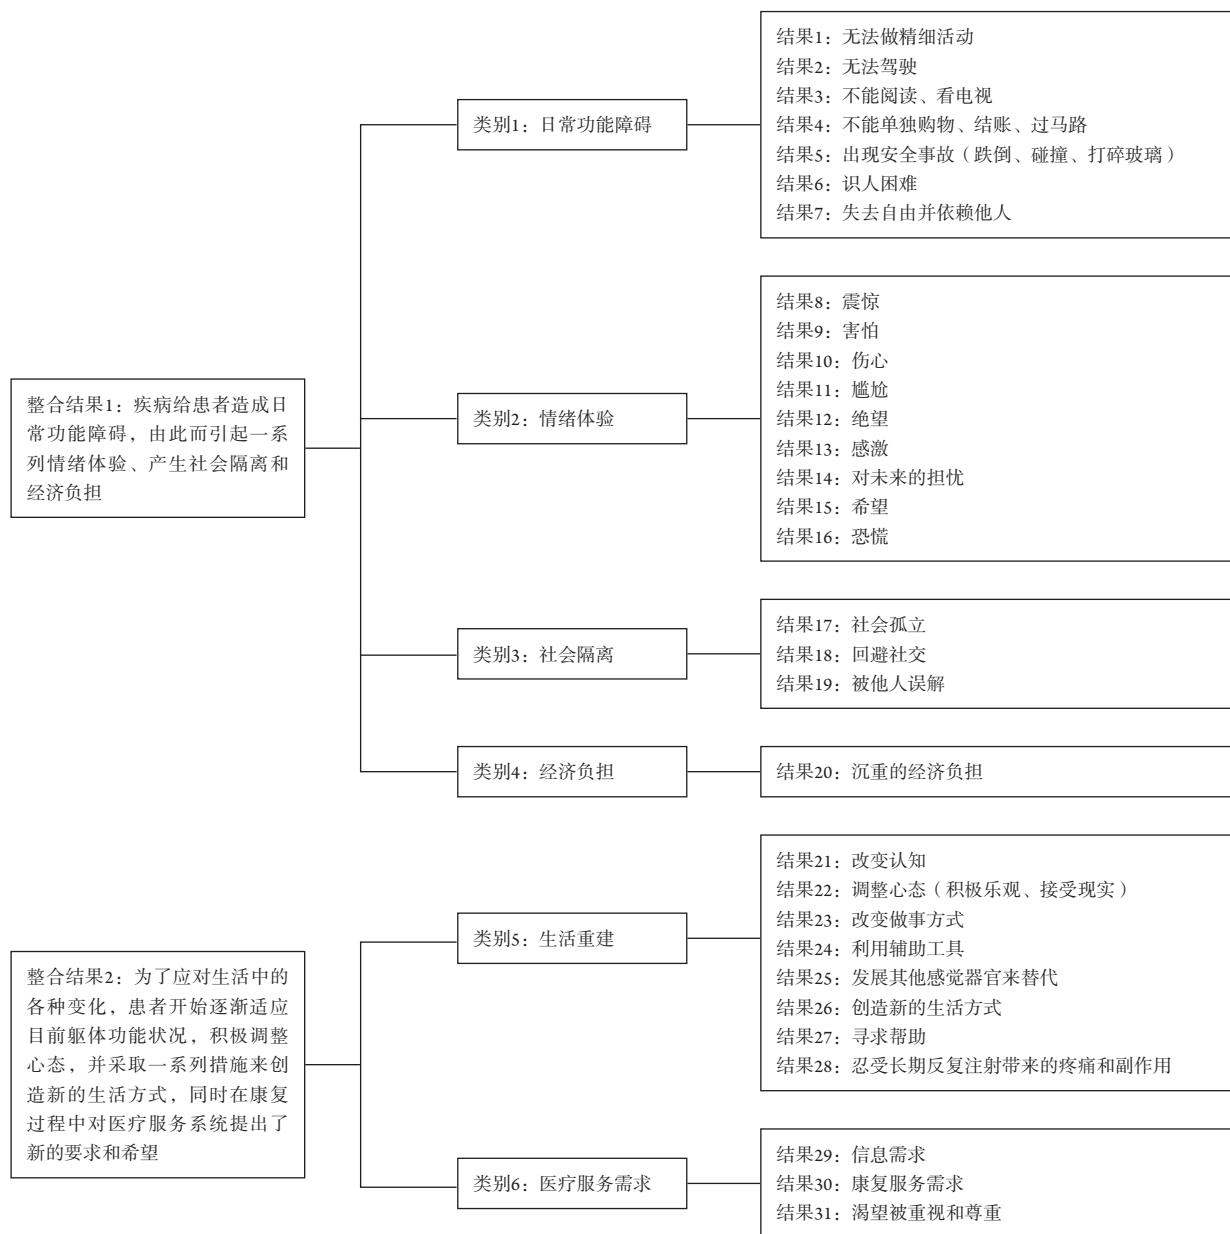 整合结果1：疾病给患者造成日
常功能障碍，由此而引起一系
列情绪体验、产生社会隔离和
经济负担
类别1：日常功能障碍
结果1：无法做精细活动
结果2：无法驾驶
结果3：不能阅读、看电视
结果4：不能单独购物、结账、过马路
结果5：出现安全事故（跌倒、碰撞、打碎玻璃）
结果6：识人困难
结果7：失去自由并依赖他人
类别2：情绪体验
结果8：震惊
结果9：害怕
结果10：伤心
结果11：尴尬
结果12：绝望
结果13：感激
结果14：对未来的担忧
结果15：希望
结果16：恐慌
类别3：社会隔离
结果17：社会孤立
结果18：回避社交
结果19：被他人误解
类别4：经济负担
结果20：沉重的经济负担
整合结果2：为了应对生活中的
各种变化，患者开始逐渐适应
目前躯体功能状况，积极调整
心态，并采取一系列措施来创
造新的生活方式，同时在康复
过程中对医疗服务系统提出了
新的要求和希望
类别5：生活重建
结果21：改变认知
结果22：调整心态（积极乐观、接受现实）
结果23：改变做事方式
结果24：利用辅助工具
结果25：发展其他感觉器官来替代
结果26：创造新的生活方式
结果27：寻求帮助
结果28：忍受长期反复注射带来的疼痛和副作用
类别6：医疗服务需求
结果29：信息需求
结果30：康复服务需求
结果31：渴望被重视和尊重